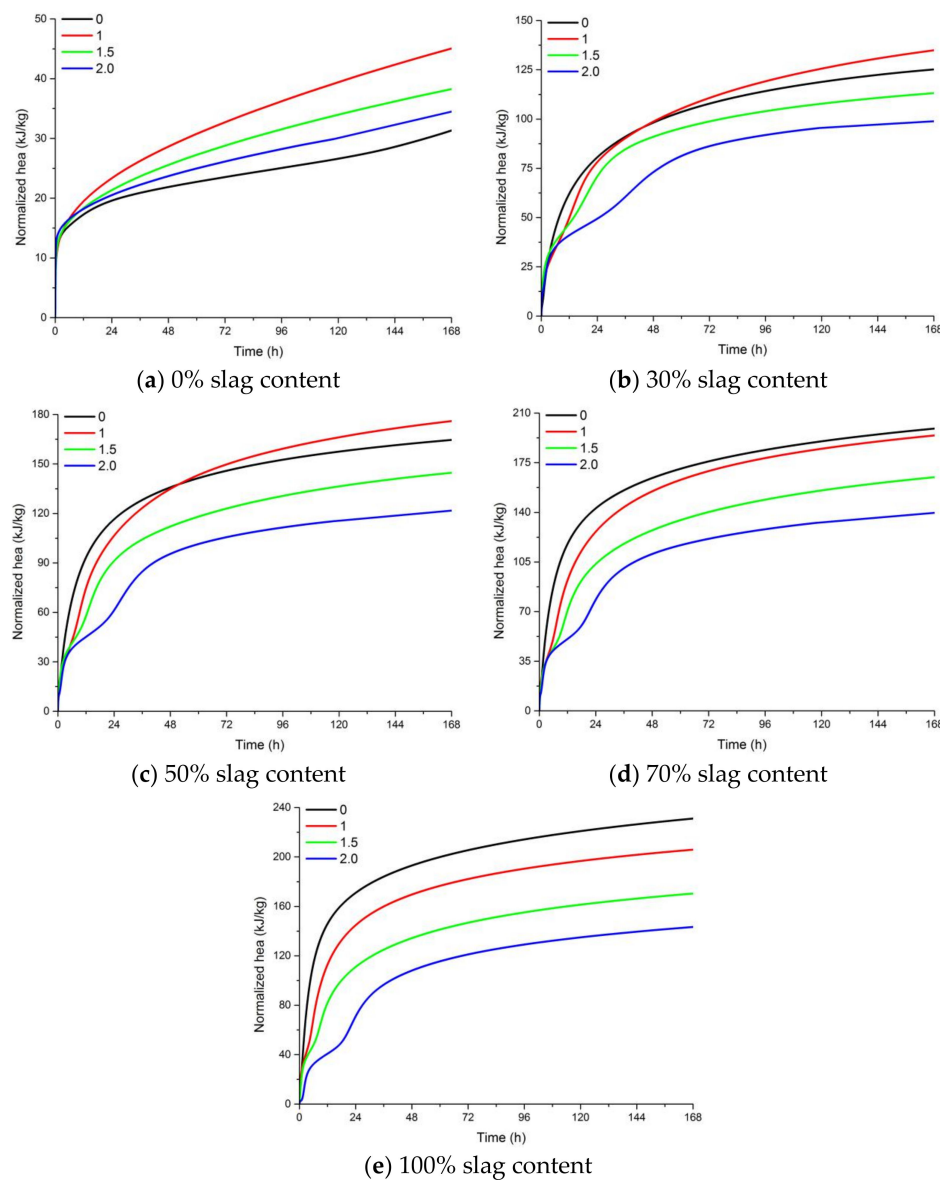 50
40
30
20
10
0
0
1
1.5
2.0
Normalized hea (kJ/kg)
0 24 48 72 96 120 144 168
Time (h)
(a) 0% slag content
150
125
100
75
50
25
0
0
1
1.5
2.0
Normalized hea (kJ/kg)
0 24 48 72 96 120 144 168
Time (h)
(b) 30% slag content
180
150
120
90
60
30
0
0
1
1.5
2.0
Normalized hea (kJ/kg)
0 24 48 72 96 120 144 168
Time (h)
(c) 50% slag content
210
175
140
105
70
35
0
0
1
1.5
2.0
Normalized hea (kJ/kg)
0 24 48 72 96 120 144 168
Time (h)
(d) 70% slag content
240
200
160
120
80
40
0
0
1
1.5
2.0
Normalized hea (kJ/kg)
0 24 48 72 96 120 144 168
Time (h)
(e) 100% slag content